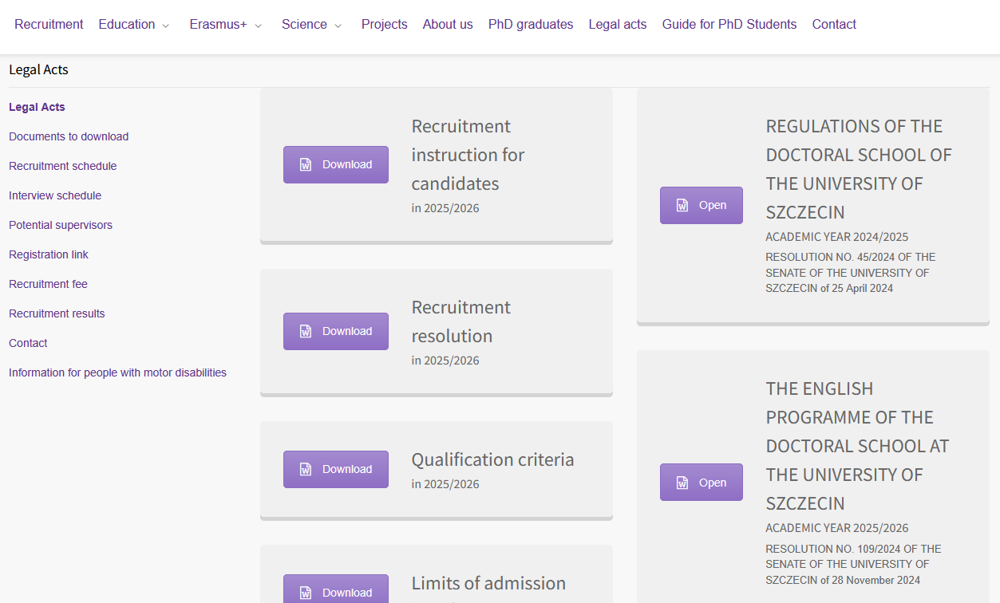 Recruitment Education Erasmus+ Science Projects About us PhD graduates Legal acts Guide for PhD Students Contact
Legal Acts
Legal Acts
Documents to download
Recruitment schedule
Interview schedule
Potential supervisors
Registration link
Recruitment fee
Recruitment results
Contact
Information for people with motor disabilities
Download
Recruitment
instruction for
candidates
in 2025/2026
Download
Recruitment
resolution
in 2025/2026
Download
Qualification criteria
in 2025/2026
Download
Limits of admission
Open
REGULATIONS OF THE
DOCTORAL SCHOOL OF
THE UNIVERSITY OF
SZCZECIN
ACADEMIC YEAR 2024/2025
RESOLUTION NO. 45/2024 OF THE
SENATE OF THE UNIVERSITY OF
SZCZECIN of 25 April 2024
Open
THE ENGLISH
PROGRAMME OF THE
DOCTORAL SCHOOL AT
THE UNIVERSITY OF
SZCZECIN
ACADEMIC YEAR 2025/2026
RESOLUTION NO. 109/2024 OF THE
SENATE OF THE UNIVERSITY OF
SZCZECIN of 28 November 2024